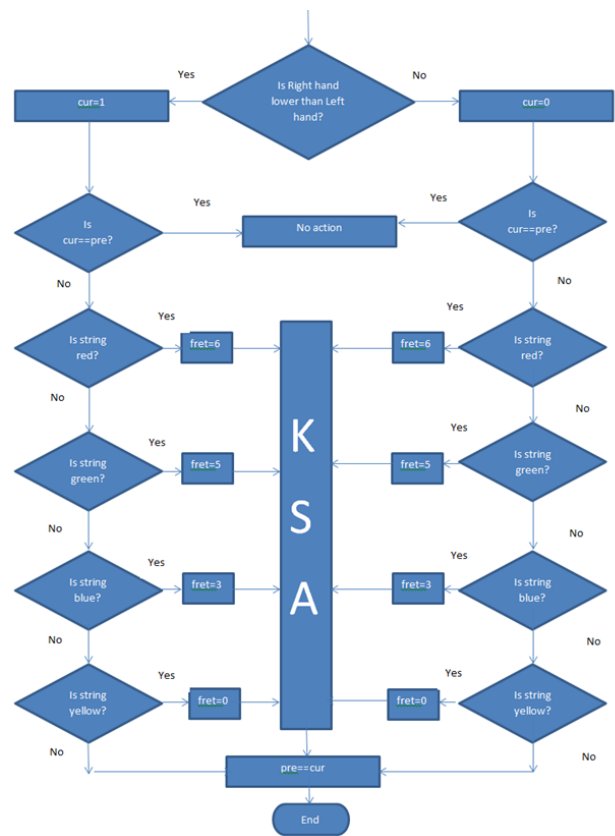 Yes
Is Right hand
lower than Left
hand?
No
cur=1
cur=0
Is
cur==pre?
Yes
No action
Yes
Is
cur==pre?
No
No
Is string
red?
Yes
fret=6
fret=6
Yes
Is string
red?
No
No
Is string
green?
Yes
fret=5
fret=5
Yes
Is string
green?
No
No
Is string
blue?
Yes
fret=3
fret=3
Yes
Is string
blue?
No
No
Is string
yellow?
Yes
fret=0
fret=0
Yes
Is string
yellow?
K
S
A
No
No
pre==cur
End